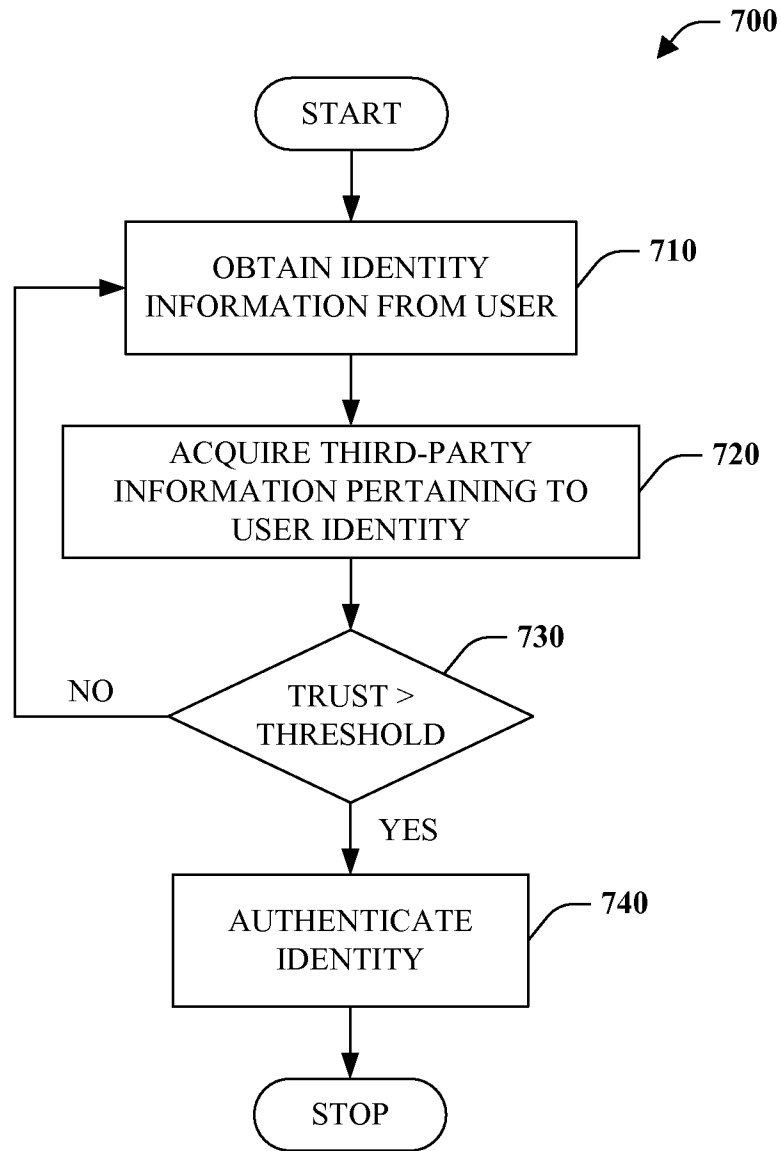 700
START
710
OBTAIN IDENTITY
INFORMATION FROM USER
720
ACQUIRE THIRD-PARTY
INFORMATION PERTAINING TO
USER IDENTITY
730
NO
TRUST >
THRESHOLD
YES
740
AUTHENTICATE
IDENTITY
STOP